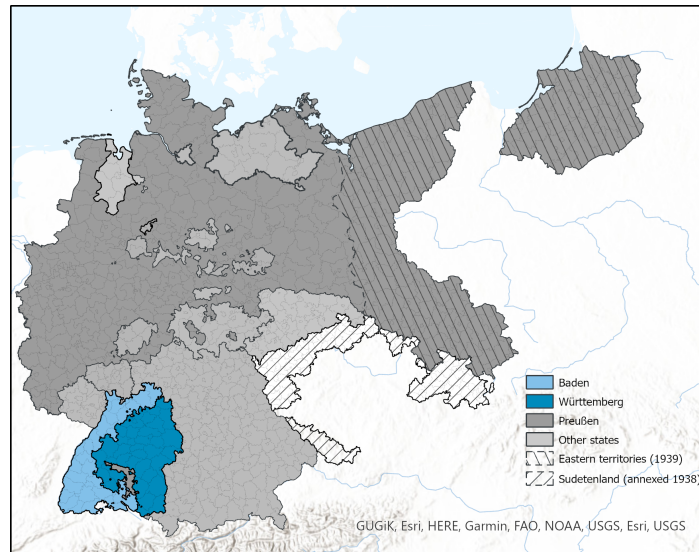 Baden
Württemberg
Preußen
Other states
Eastern territories (1939)
Sudetenland (annexed 1938)
GUGiK, Esri, HERE, Garmin, FAO, NOAA, USGS, Esri, USGS